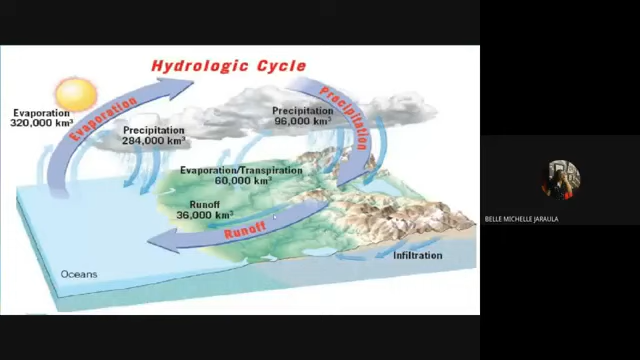 Hydrologic Cycle
Evaporation
320,000 km³
Evaporation
Precipitation
284,000 km³
Precipitation
96,000 km³
Precipitation
Evaporation/Transpiration
60,000 km³
Runoff
36,000 km³
Runoff
Infiltration
Oceans
BELLE MICHELLE JARAULA